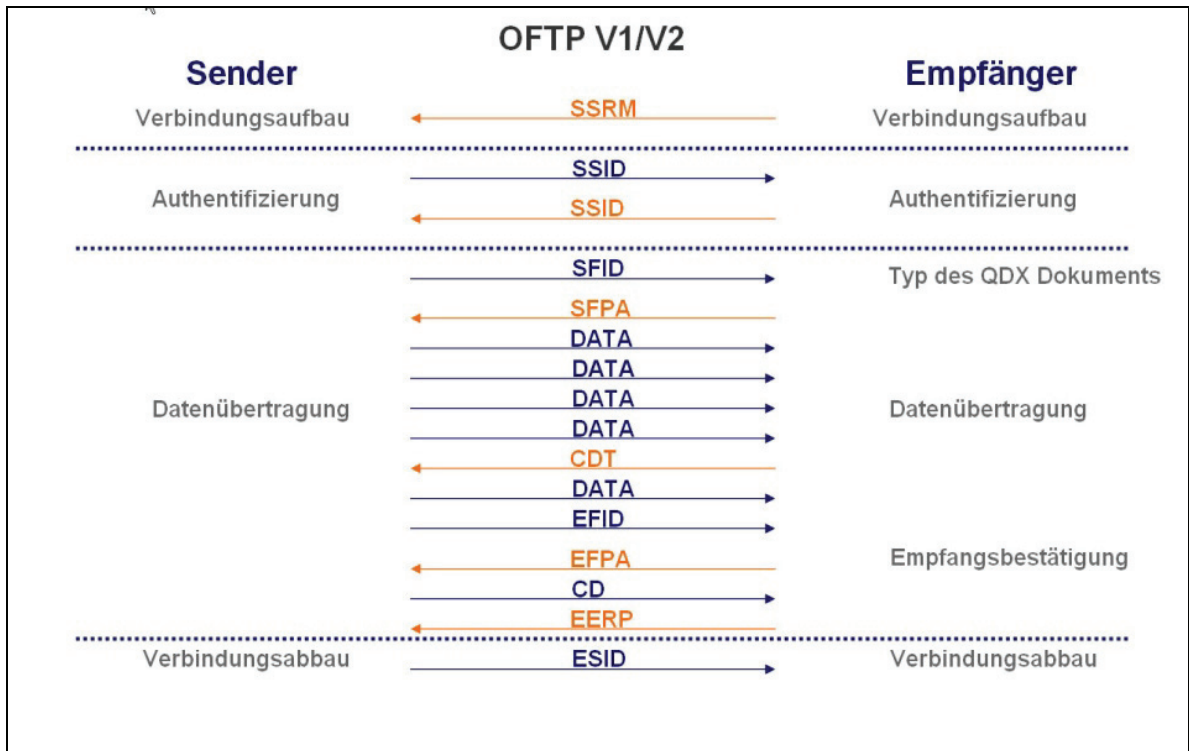 OFTP V1/V2
Sender Empfänger
Verbindungsaufbau SSRM Verbindungsaufbau
SSID
Authentifizierung Authentifizierung
SSID
SFID Typ des QDX Dokuments
SFPA
DATA
DATA
Datenübertragung DATA Datenübertragung
DATA
CDT
DATA
EFID
EFPA Empfangsbestätigung
CD
EERP
Verbindungsabbau ESID Verbindungsabbau